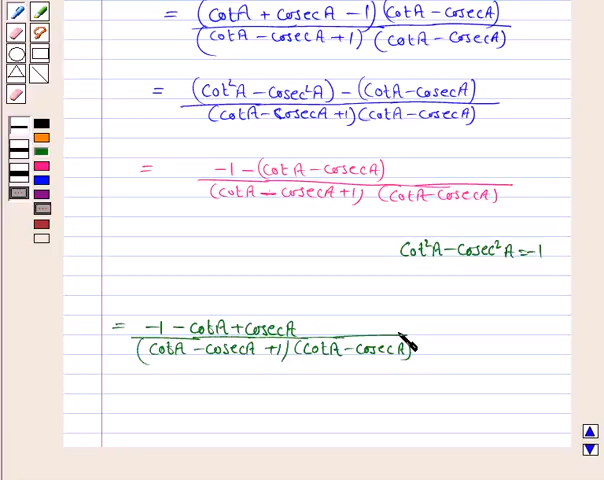 = (cotA + cosecA - 1) (cotA - cosecA)
(cotA - cosecA + 1) (cotA - cosecA)
= (cot²A - cosec²A) - (cotA - cosecA)
(cotA - cosecA + 1)(cotA - cosecA)
= -1 - (cotA - cosecA)
(cotA - cosecA + 1) (cotA - cosecA)
cot²A - cosec²A = -1
= -1 - cotA + cosecA
(cotA - cosecA + 1) (cotA - cosecA)